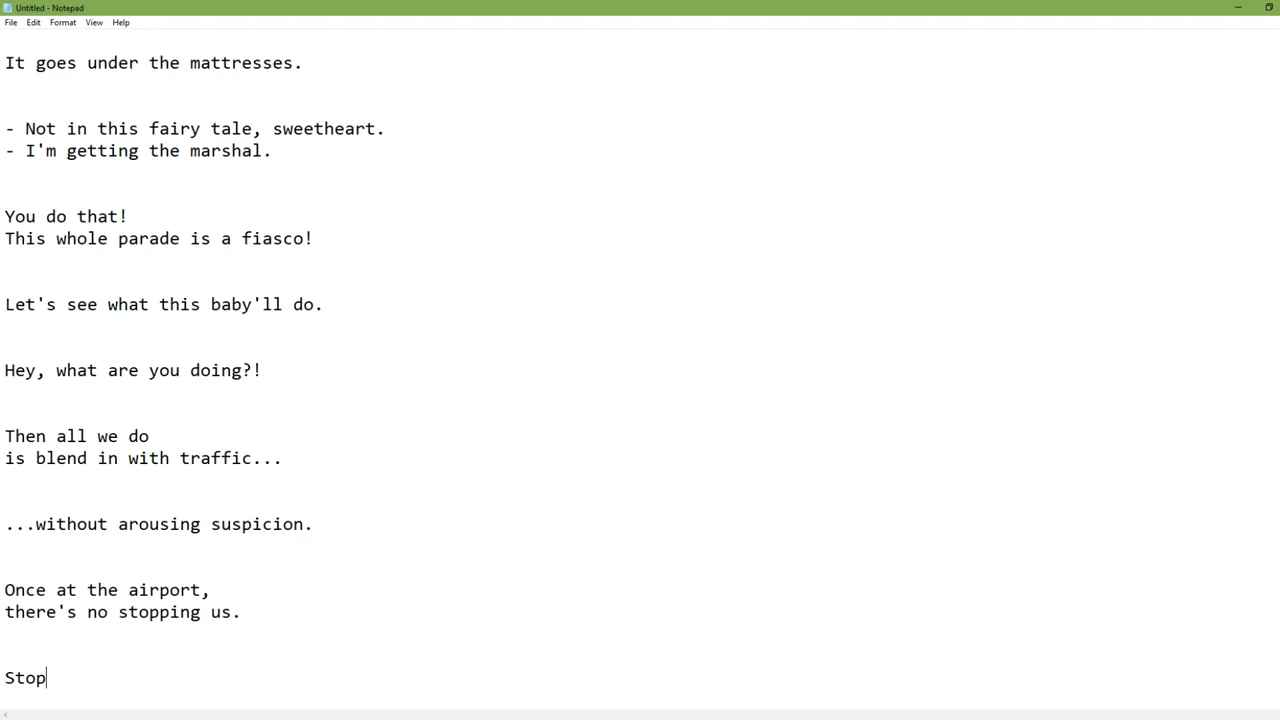 Untitled - Notepad
File Edit Format View Help
It goes under the mattresses.
- Not in this fairy tale, sweetheart.
- I'm getting the marshal.
You do that!
This whole parade is a fiasco!
Let's see what this baby'll do.
Hey, what are you doing?!
Then all we do
is blend in with traffic...
...without arousing suspicion.
Once at the airport,
there's no stopping us.
Stop